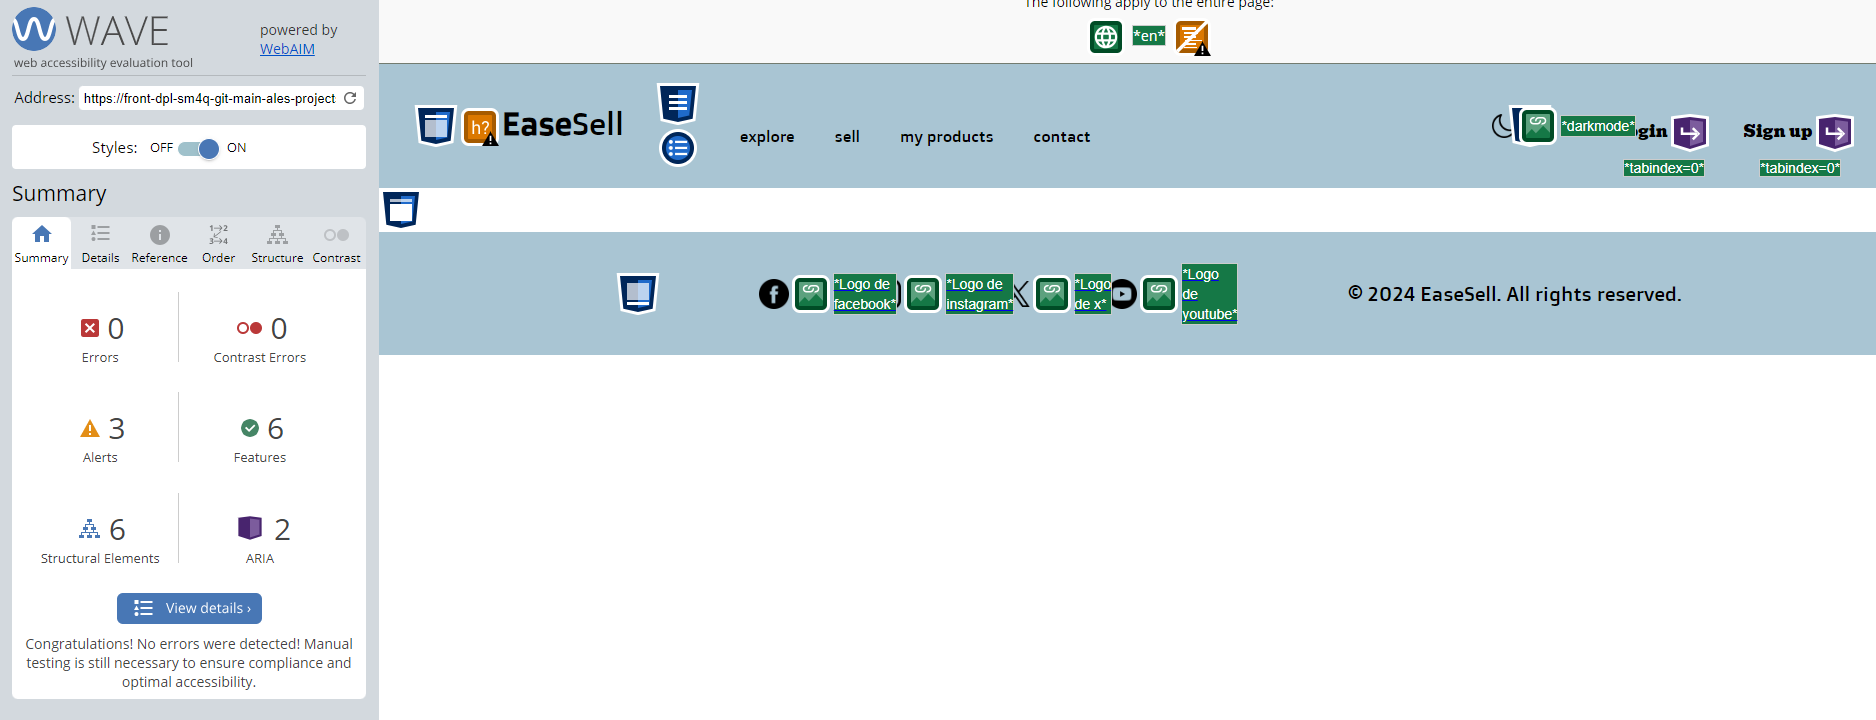 WAVE
web accessibility evaluation tool
powered by
WebAIM
Address: https://front-dpl-sm4q-git-main-ales-project
Styles: OFF ON
Summary
Summary Details Reference Order Structure Contrast
0
Errors
0
Contrast Errors
3
Alerts
6
Features
6
Structural Elements
2
ARIA
View details ›
Congratulations! No errors were detected! Manual
testing is still necessary to ensure compliance and
optimal accessibility.
The following apply to the entire page:
*en*
h? EaseSell
explore sell my products contact
*darkmode* gin Sign up
*tabindex=0* *tabindex=0*
*Logo de
facebook*
*Logo de
instagram*
*Logo
de x*
*Logo
de
youtube*
© 2024 EaseSell. All rights reserved.